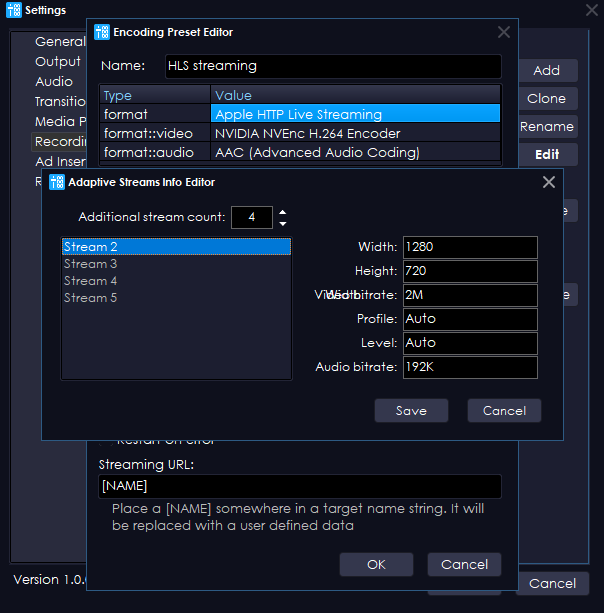 Settings
General
Output
Audio
Transitio
Media P
Recordin
Ad Inser
R
Add
Clone
Rename
Edit
e
e
Encoding Preset Editor
Name: HLS streaming
Type Value
format Apple HTTP Live Streaming
format::video NVIDIA NVEnc H.264 Encoder
format::audio AAC (Advanced Audio Coding)
Adaptive Streams Info Editor
Additional stream count: 4
Stream 2
Stream 3
Stream 4
Stream 5
Width: 1280
Height: 720
bitrate: 2M
Profile: Auto
Level: Auto
Audio bitrate: 192K
Save Cancel
Restart on error
Streaming URL:
[NAME]
Place a [NAME] somewhere in a target name string. It will
be replaced with a user defined data
OK Cancel
Version 1.0.
Cancel